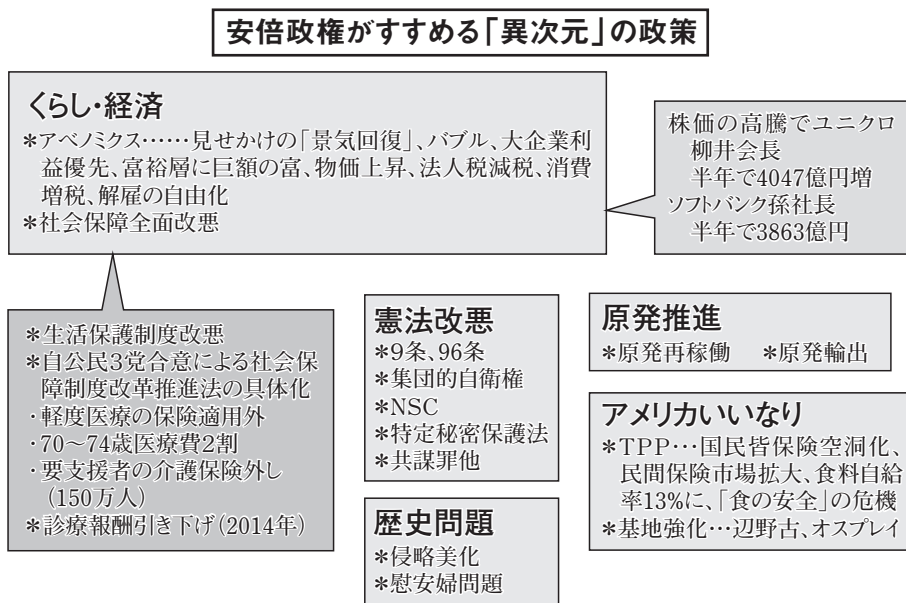 安倍政権がすすめる「異次元」の政策
くらし・経済
＊アベノミクス……見せかけの「景気回復」、バブル、大企業利
益優先、富裕層に巨額の富、物価上昇、法人税減税、消費
増税、解雇の自由化
＊社会保障全面改悪
株価の高騰でユニクロ
柳井会長
半年で4047億円増
ソフトバンク孫社長
半年で3863億円
＊生活保護制度改悪
＊自公民3党合意による社会保
障制度改革推進法の具体化
・軽度医療の保険適用外
・70～74歳医療費2割
・要支援者の介護保険外し
（150万人）
＊診療報酬引き下げ（2014年）
憲法改悪
＊9条、96条
＊集団的自衛権
＊NSC
＊特定秘密保護法
＊共謀罪他
歴史問題
＊侵略美化
＊慰安婦問題
原発推進
＊原発再稼働　＊原発輸出
アメリカいいなり
＊TPP…国民皆保険空洞化、
民間保険市場拡大、食料自給
率13%に、「食の安全」の危機
＊基地強化…辺野古、オスプレイ